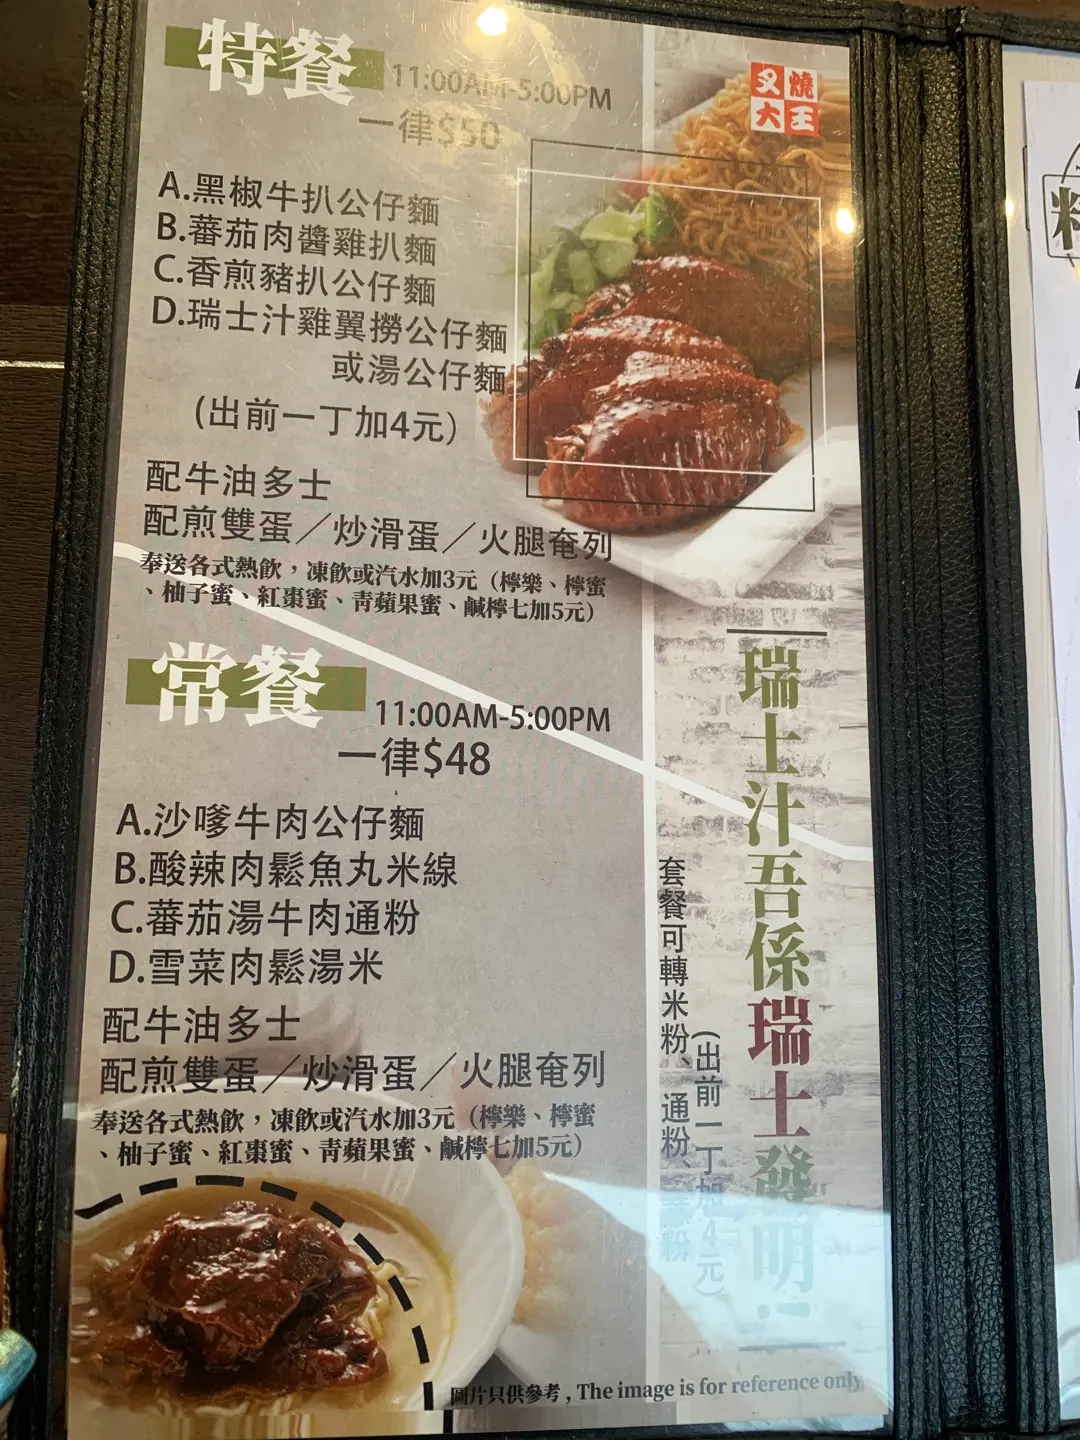 特餐
11:00AM-5:00PM
一律$50
A.黑椒牛扒公仔麵
B.蕃茄肉醬雞扒麵
C.香煎豬扒公仔麵
D.瑞士汁雞翼撈公仔麵
或湯公仔麵
(出前一丁加4元)
配牛油多士
配煎雙蛋／炒滑蛋／火腿奄列
奉送各式熱飲，凍飲或汽水加3元（檸樂、檸蜜
、柚子蜜、紅棗蜜、青蘋果蜜、鹹檸七加5元）
常餐
11:00AM-5:00PM
一律$48
A.沙嗲牛肉公仔麵
B.酸辣肉鬆魚丸米線
C.蕃茄湯牛肉通粉
D.雪菜肉鬆湯米
配牛油多士
配煎雙蛋／炒滑蛋／火腿奄列
奉送各式熱飲，凍飲或汽水加3元（檸樂、檸蜜
、柚子蜜、紅棗蜜、青蘋果蜜、鹹檸七加5元）
燒
大王
瑞士汁吾係瑞士發明
(出前一丁加4元)
套餐可轉米粉、通粉、粉
圖片只供參考 , The image is for reference only